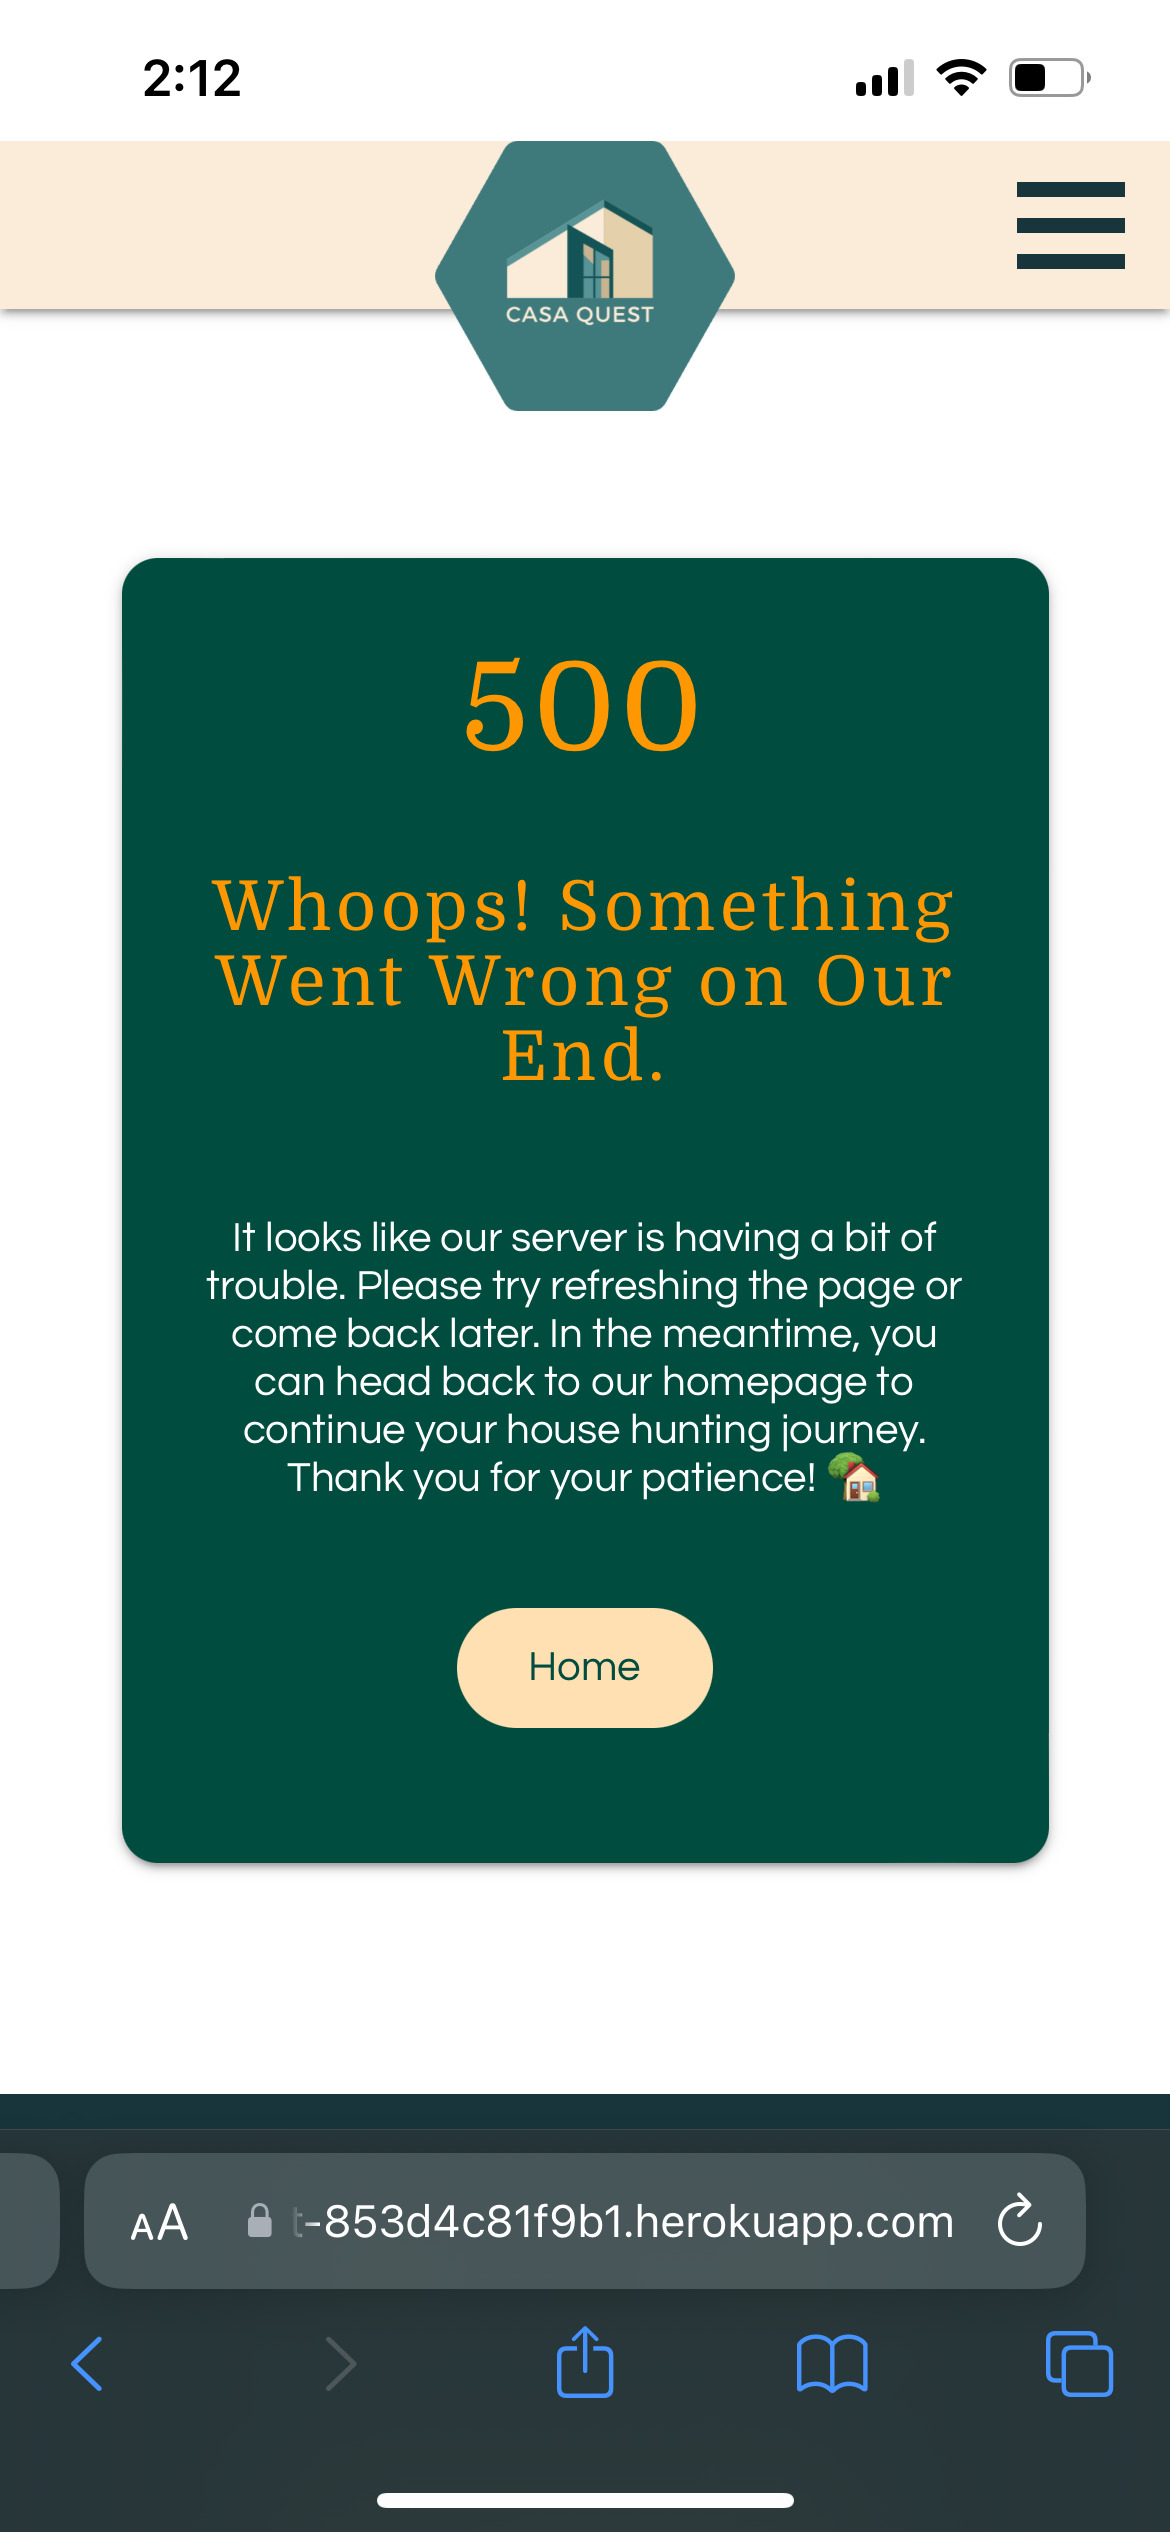 2:12
CASA QUEST
500
Whoops! Something
Went Wrong on Our
End.
It looks like our server is having a bit of
trouble. Please try refreshing the page or
come back later. In the meantime, you
can head back to our homepage to
continue your house hunting journey.
Thank you for your patience! 🏡
Home
AA t-853d4c81f9b1.herokuapp.com